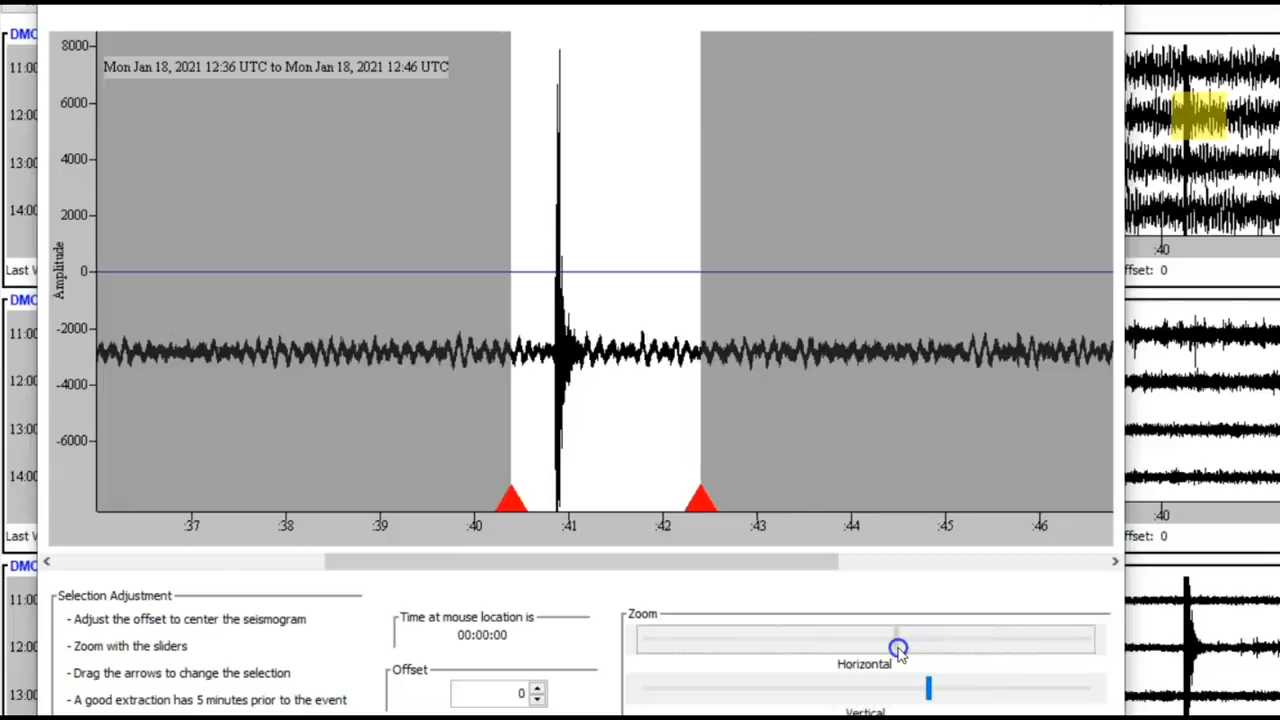 DMC
11:00
12:00
13:00
14:00
Last V
DMC
11:00
12:00
13:00
14:00
Last V
DMC
11:00
12:00
13:00
Mon Jan 18, 2021 12:36 UTC to Mon Jan 18, 2021 12:46 UTC
8000
6000
4000
2000
0
-2000
-4000
-6000
Amplitude
:37
:38
:39
:40
:41
:42
:43
:44
:45
:46
Selection Adjustment
- Adjust the offset to center the seismogram
- Zoom with the sliders
- Drag the arrows to change the selection
- A good extraction has 5 minutes prior to the event
Time at mouse location is
00:00:00
Offset
0
Zoom
Horizontal
Vertical
:40
ffset: 0
:40
ffset: 0